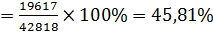 = 19617/42818 × 100% = 45,81%